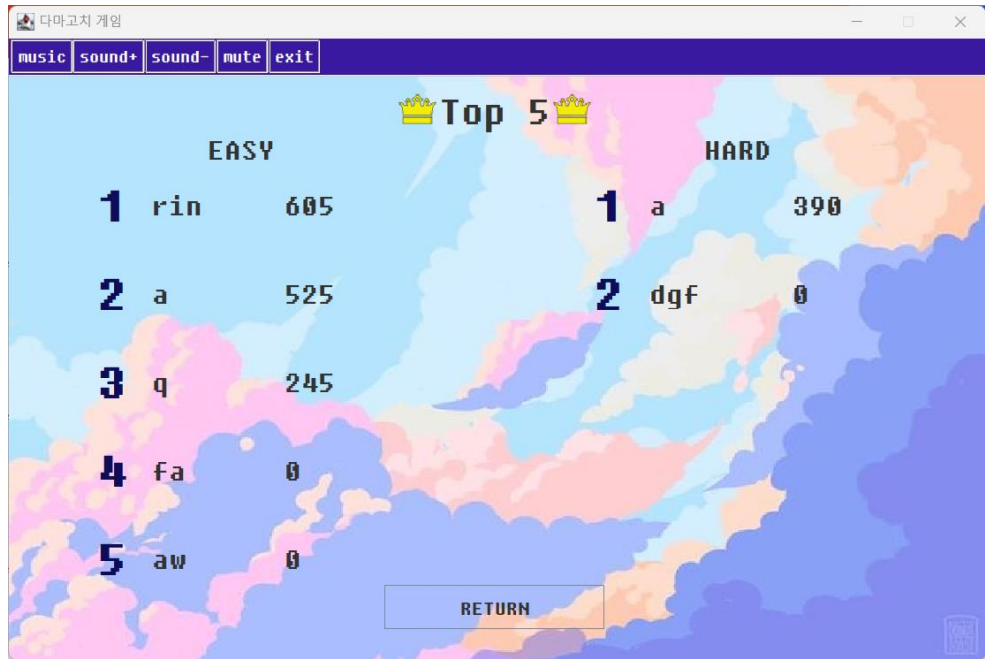 다마고치 게임
music sound+ sound- mute exit
Top 5
EASY HARD
1 rin 605 1 a 390
2 a 525 2 dgf 0
3 q 245
4 fa 0
5 aw 0
RETURN